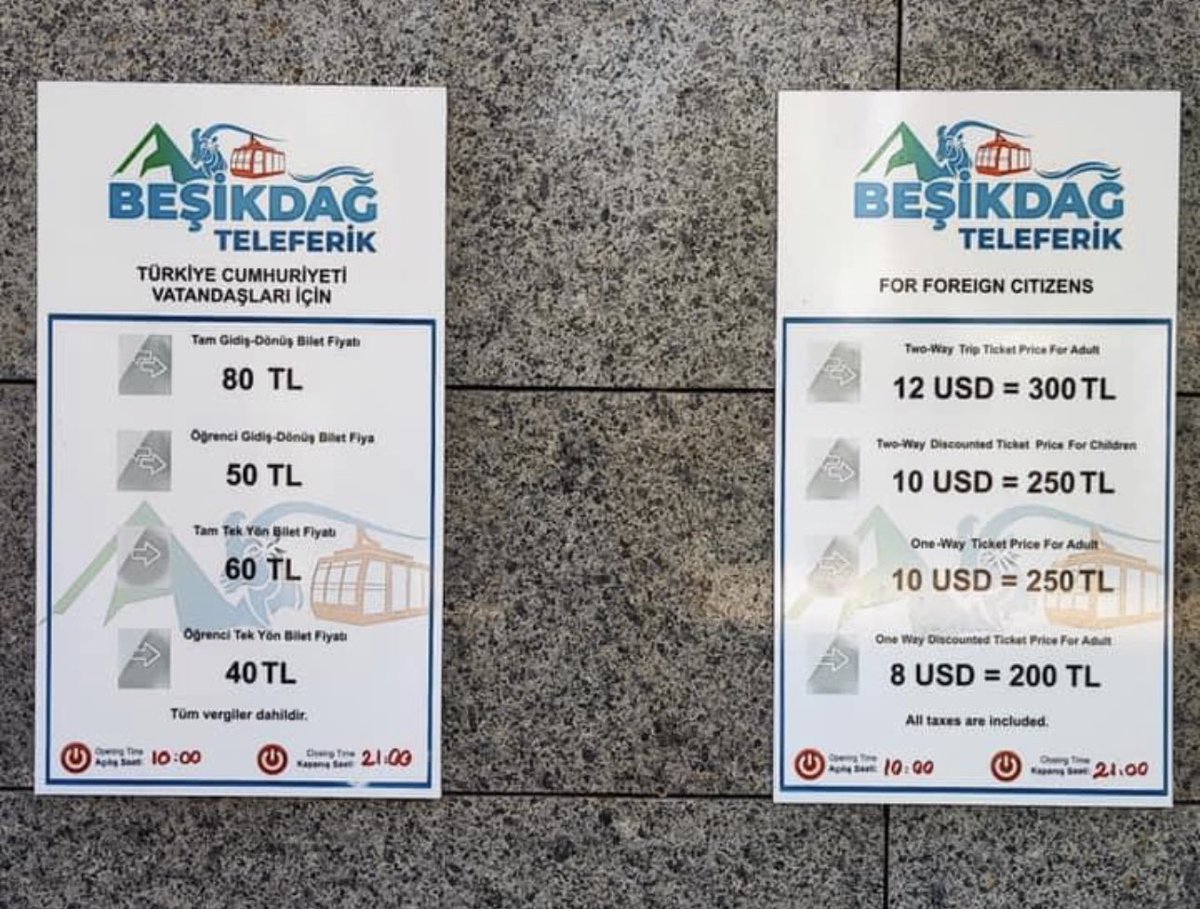 BEŞİKDAĞ
TELEFERİK
TÜRKİYE CUMHURİYETİ
VATANDAŞLARI İÇİN
Tam Gidiş-Dönüş Bilet Fiyatı
80 TL
Öğrenci Gidiş-Dönüş Bilet Fiya
50 TL
Tam Tek Yön Bilet Fiyatı
60 TL
Öğrenci Tek Yön Bilet Fiyatı
40 TL
Tüm vergiler dahildir.
Opening Time
Açılış Saati: 10:00
Closing Time
Kapanış Saati: 21:00
BEŞİKDAĞ
TELEFERİK
FOR FOREIGN CITIZENS
Two-Way Trip Ticket Price For Adult
12 USD = 300 TL
Two-Way Discounted Ticket Price For Children
10 USD = 250 TL
One-Way Ticket Price For Adult
10 USD = 250 TL
One Way Discounted Ticket Price For Adult
8 USD = 200 TL
All taxes are included.
Opening Time
Açılış Saati: 10:00
Closing Time
Kapanış Saati: 21:00